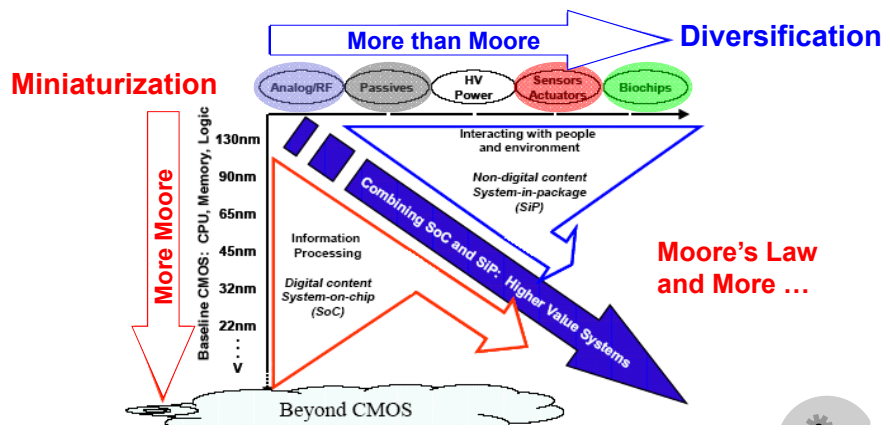 More than Moore
Diversification
Miniaturization
Analog/RF
Passives
HV
Power
Sensors
Actuators
Biochips
More Moore
Baseline CMOS: CPU, Memory, Logic
130nm
90nm
65nm
45nm
32nm
22nm
V
Interacting with people
and environment
Non-digital content
System-in-package
(SiP)
Combining SoC and SiP: Higher Value Systems
Information
Processing
Digital content
System-on-chip
(SoC)
Moore's Law
and More ...
Beyond CMOS